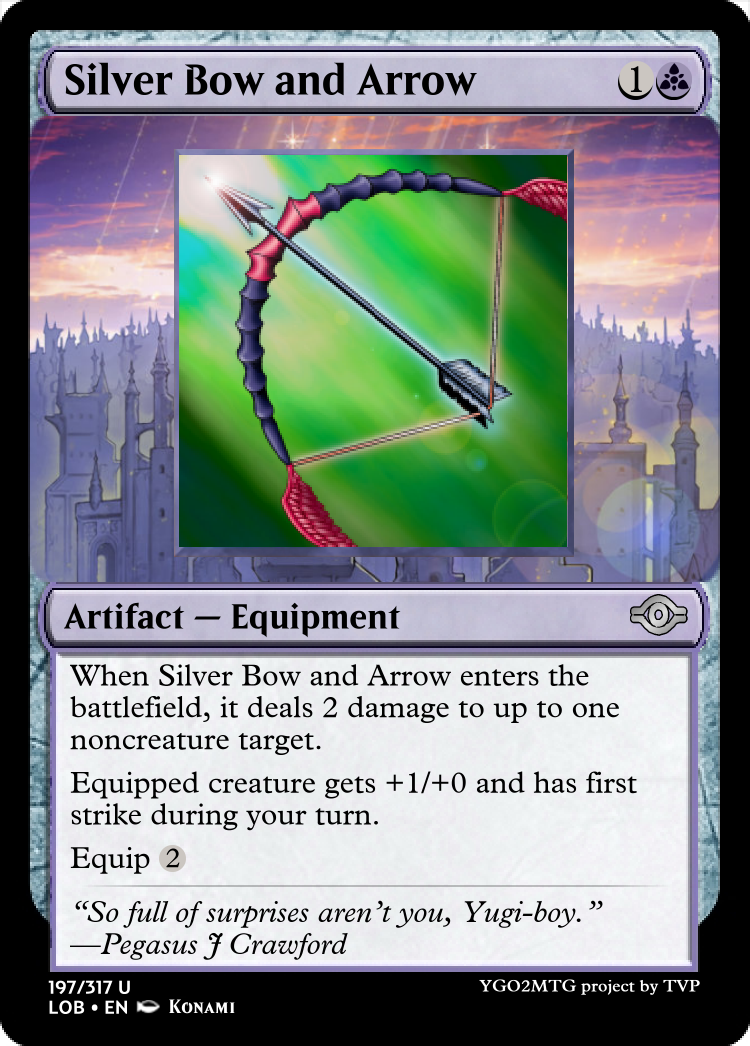 Silver Bow and Arrow 1
Artifact — Equipment
When Silver Bow and Arrow enters the
battlefield, it deals 2 damage to up to one
noncreature target.
Equipped creature gets +1/+0 and has first
strike during your turn.
Equip 2
“So full of surprises aren’t you, Yugi-boy.”
—Pegasus J Crawford
197/317 U
YGO2MTG project by TVP
LOB • EN Konami